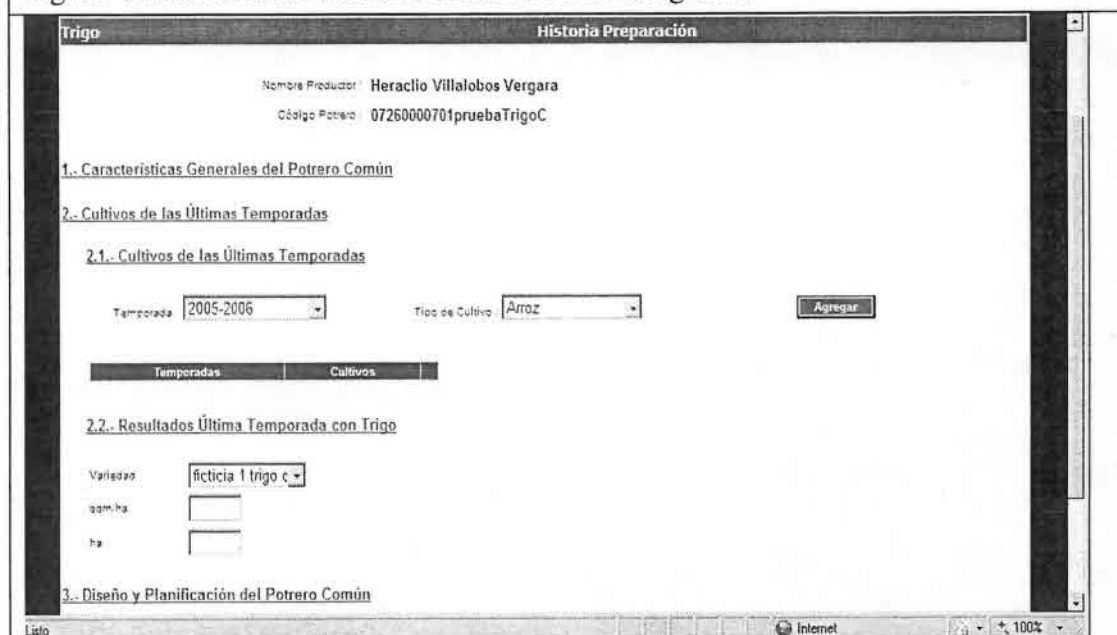 Trigo Historia Preparación
Nombre Productor : Heraclio Villalobos Vergara
Código Potrero : 07260000701pruebaTrigoC
1.- Características Generales del Potrero Común
2.- Cultivos de las Últimas Temporadas
2.1.- Cultivos de las Últimas Temporadas
Temporada 2005-2006 Tipo de Cultivo : Arroz Agregar
Temporadas Cultivos
2.2.- Resultados Última Temporada con Trigo
Variedad ficticia 1 trigo c
qqm/ha
ha
3.- Diseño y Planificación del Potrero Común
Listo Internet 100%